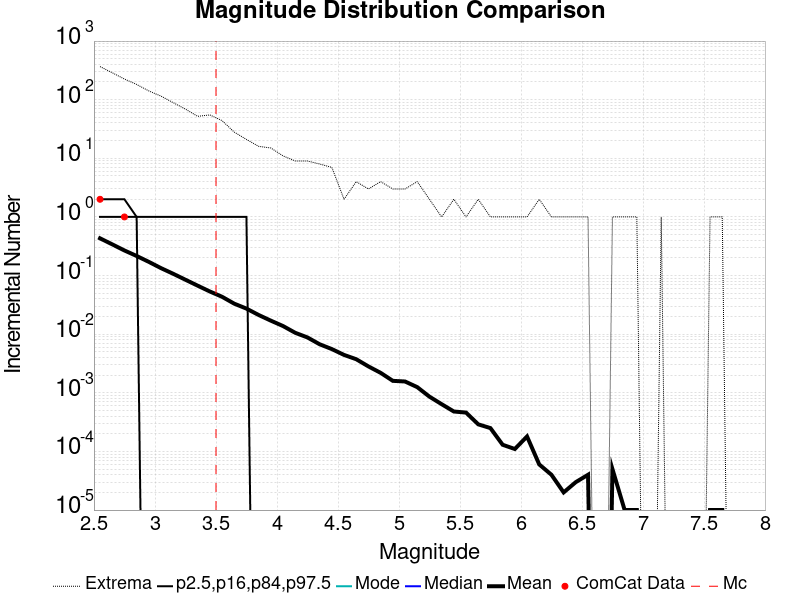 Magnitude Distribution Comparison
10 3
10 2
10 1
10 0
10 -1
10 -2
10 -3
10 -4
10 -5
Incremental Number
2.5 3 3.5 4 4.5 5 5.5 6 6.5 7 7.5 8
Magnitude
Extrema p2.5,p16,p84,p97.5 Mode Median Mean ComCat Data Mc